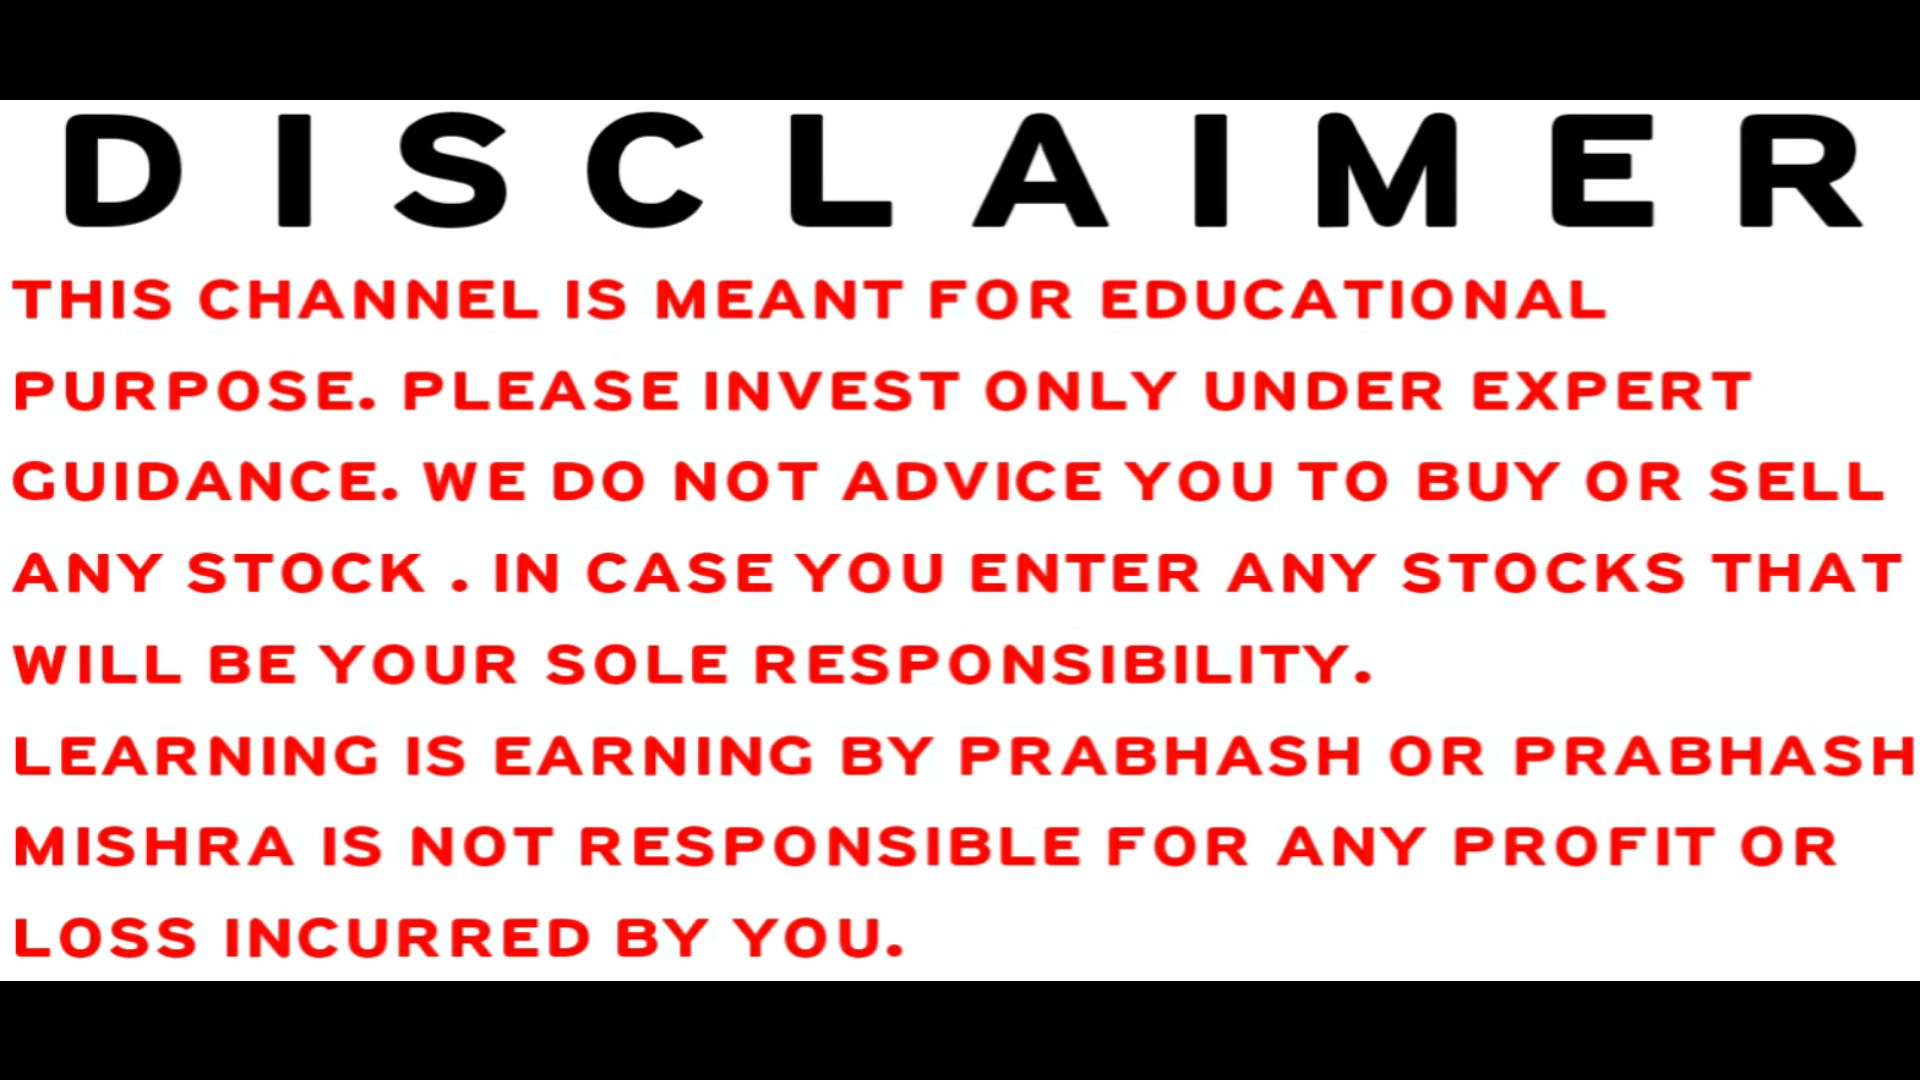 DISCLAIMER
THIS CHANNEL IS MEANT FOR EDUCATIONAL
PURPOSE. PLEASE INVEST ONLY UNDER EXPERT
GUIDANCE. WE DO NOT ADVICE YOU TO BUY OR SELL
ANY STOCK . IN CASE YOU ENTER ANY STOCKS THAT
WILL BE YOUR SOLE RESPONSIBILITY.
LEARNING IS EARNING BY PRABHASH OR PRABHASH
MISHRA IS NOT RESPONSIBLE FOR ANY PROFIT OR
LOSS INCURRED BY YOU.